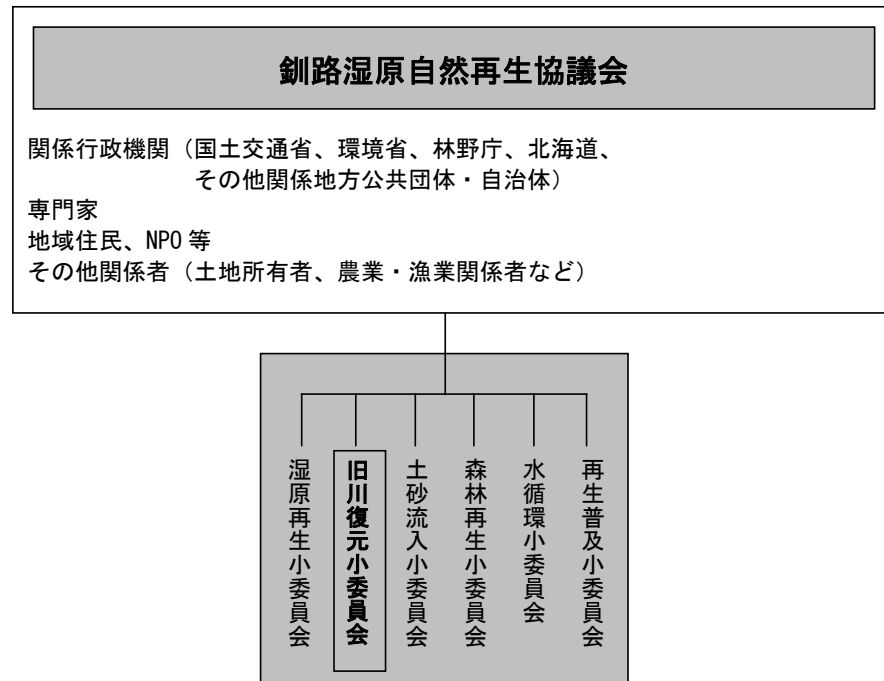 釧路湿原自然再生協議会
関係行政機関（国土交通省、環境省、林野庁、北海道、
その他関係地方公共団体・自治体）
専門家
地域住民、NPO 等
その他関係者（土地所有者、農業・漁業関係者など）
湿原再生小委員会
旧川復元小委員会
土砂流入小委員会
森林再生小委員会
水循環小委員会
再生普及小委員会